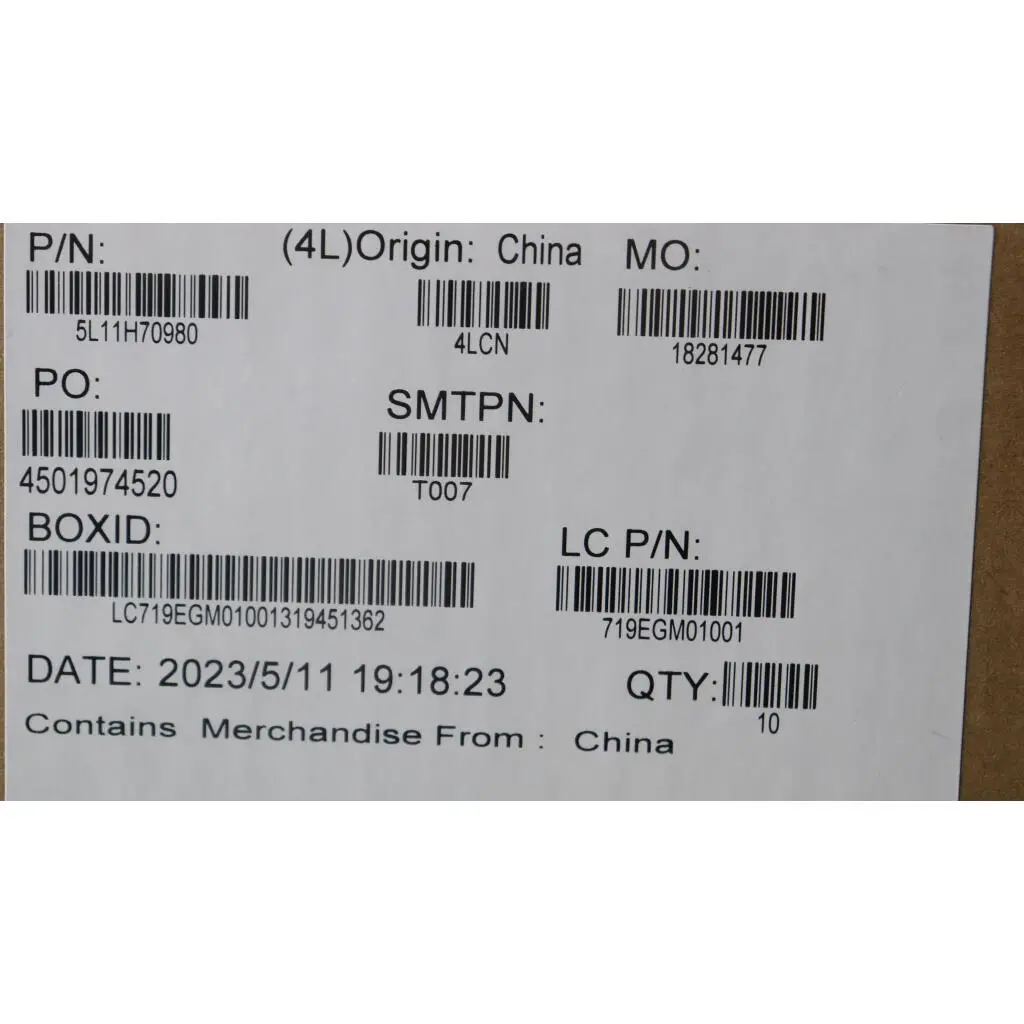 P/N: (4L)Origin: China MO:
5L11H70980 4LCN 18281477
PO: SMTPN:
4501974520 T007
BOXID: LC P/N:
LC719EGM01001319451362 719EGM01001
DATE: 2023/5/11 19:18:23 QTY:
10
Contains Merchandise From : China